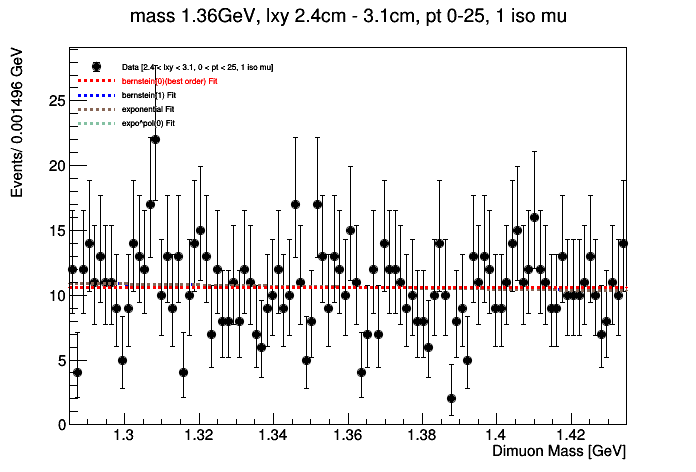 mass 1.36GeV, lxy 2.4cm - 3.1cm, pt 0-25, 1 iso mu
Events/ 0.001496 GeV
Data [2.4 < lxy < 3.1, 0 < pt < 25, 1 iso mu]
bernstein(0)(best order) Fit
bernstein(1) Fit
exponential Fit
expo*pol(0) Fit
25
20
15
10
5
0
1.3 1.32 1.34 1.36 1.38 1.4 1.42
Dimuon Mass [GeV]